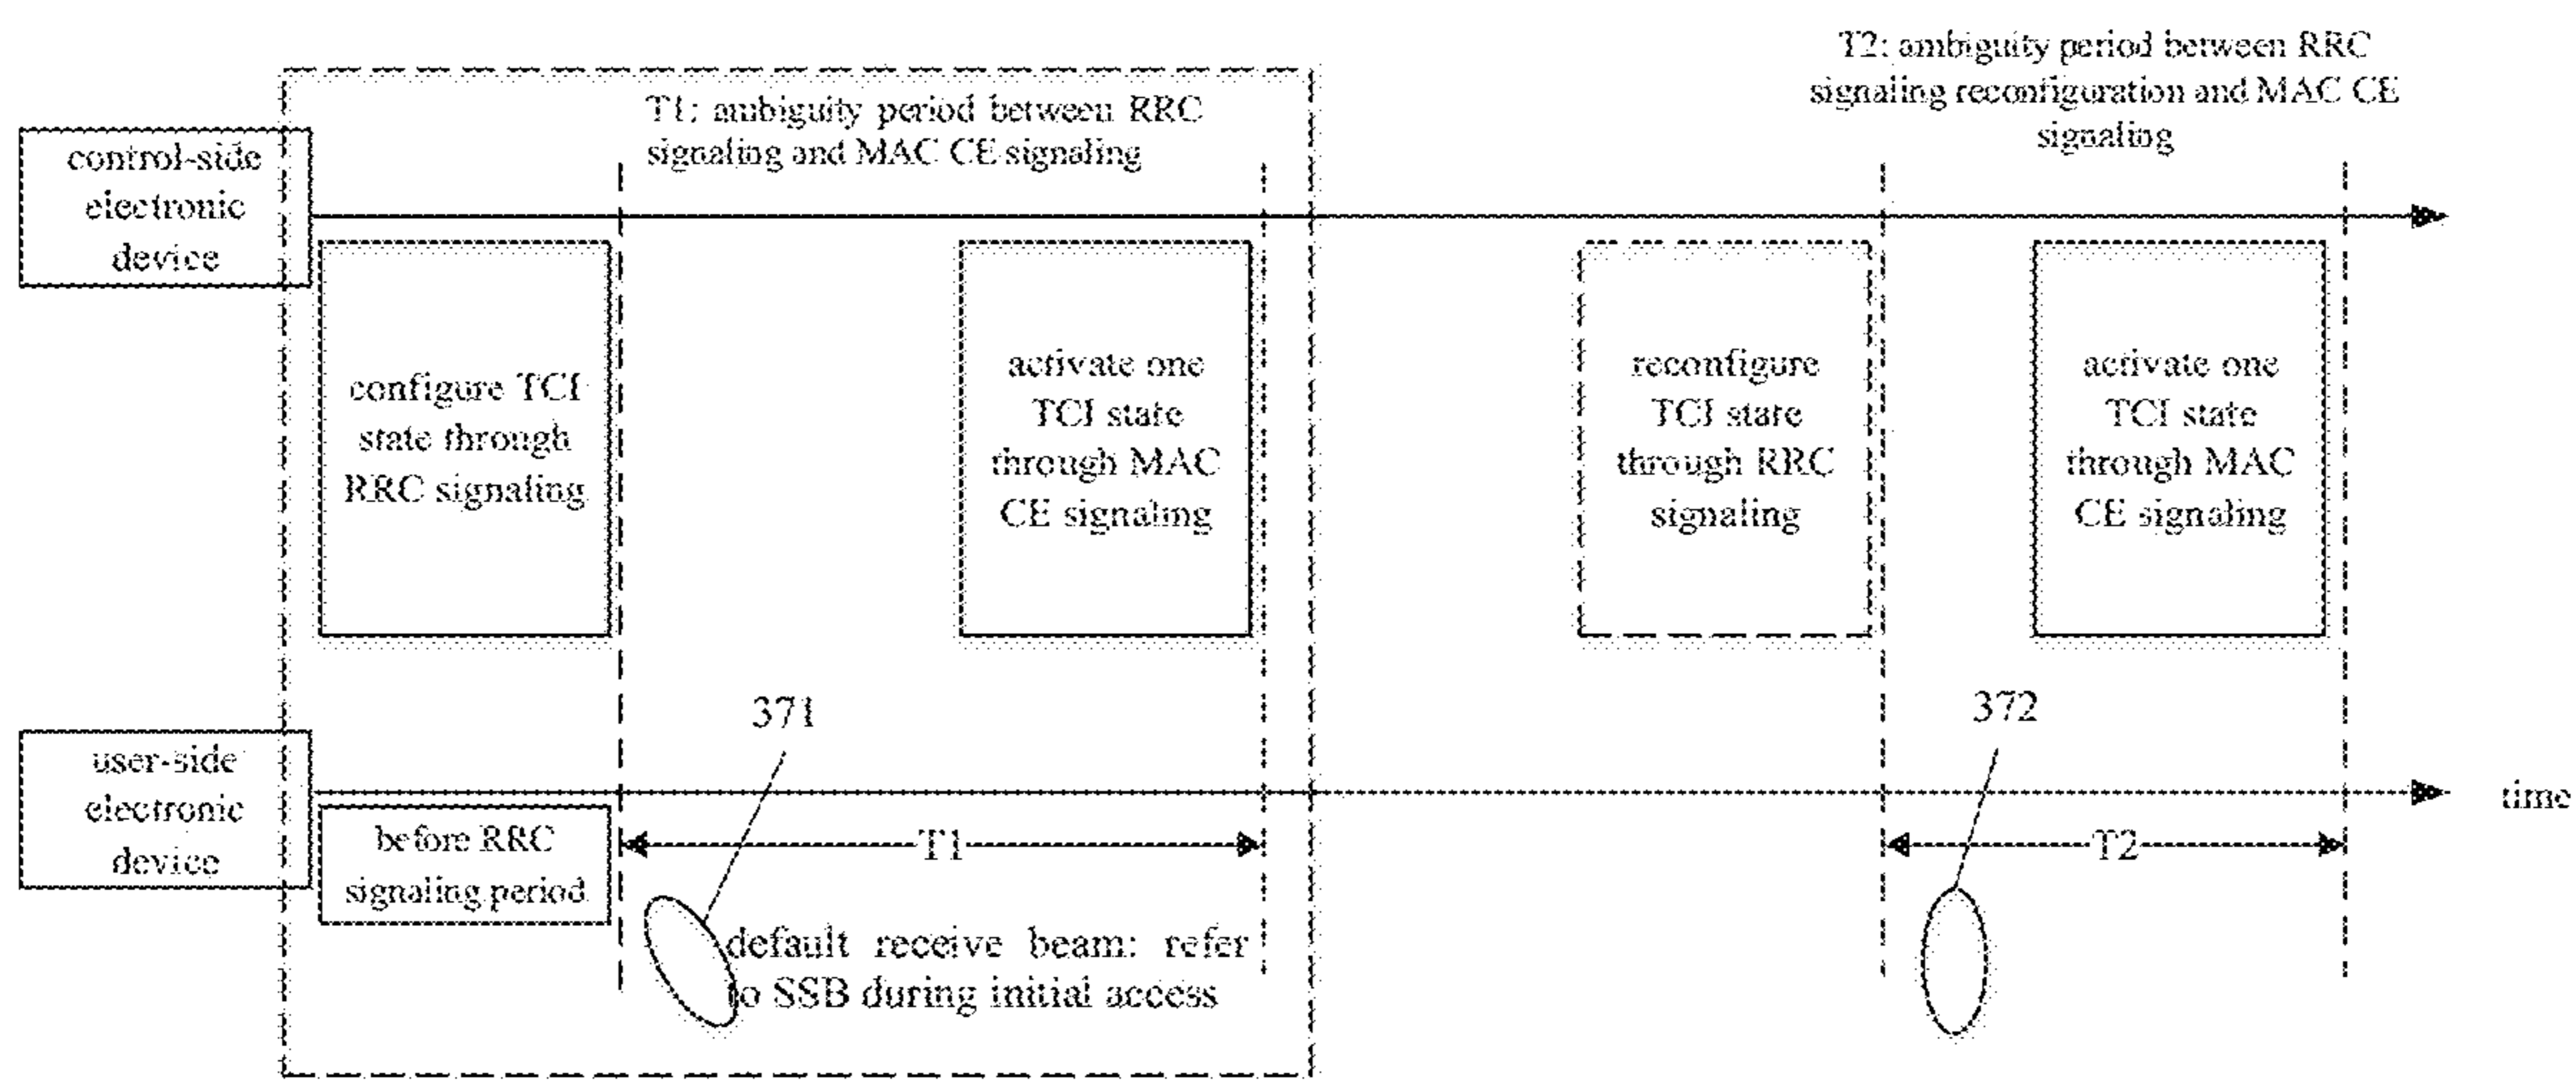 T2: ambiguity period between RRC
signaling reconfiguration and MAC CE
signaling
T1: ambiguity period between RRC
signaling and MAC CE signaling
control-side
electronic
device
configure TCI
state through
RRC signaling
activate one
TCI state
through MAC
CE signaling
reconfigure
TCI state
through RRC
signaling
activate one
TCI state
through MAC
CE signaling
371
372
user-side
electronic
device
time
before RRC
signaling period
T1
T2
default receive beam: refer
to SSB during initial access